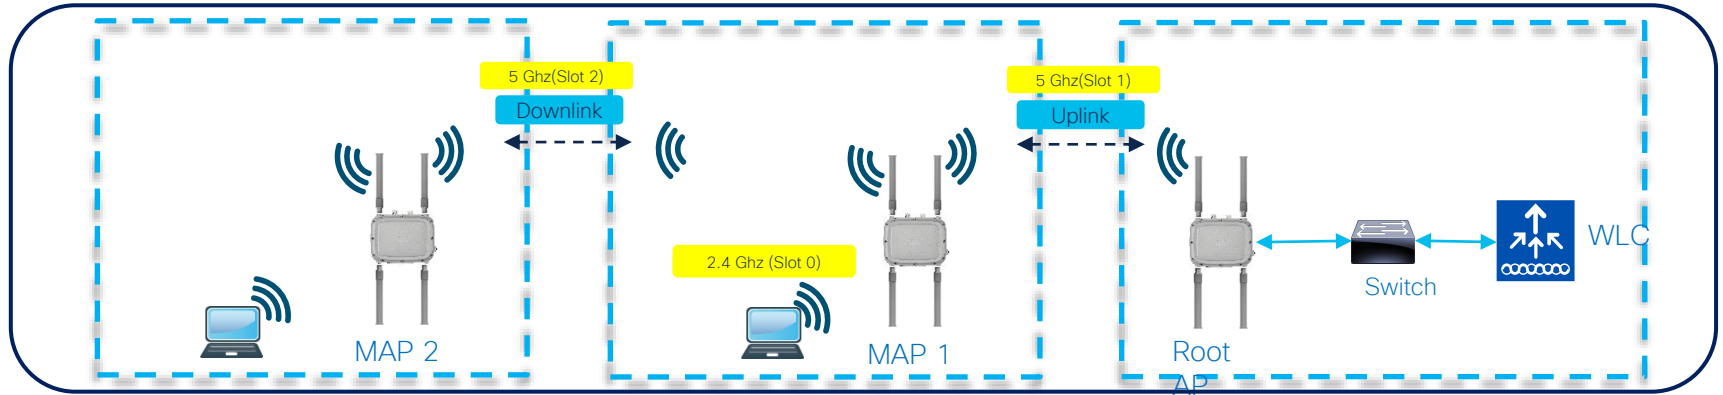 5 Ghz(Slot 2)
Downlink
5 Ghz(Slot 1)
Uplink
2.4 Ghz (Slot 0)
WLC
Switch
MAP 2
MAP 1
Root
AP